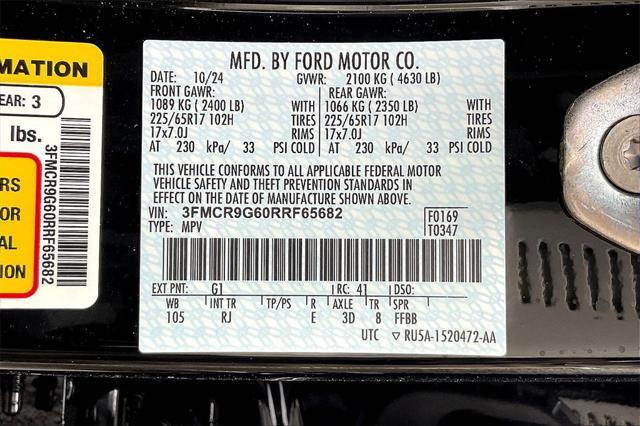 MFD. BY FORD MOTOR CO.
DATE: 10/24 GVWR: 2100 KG ( 4630 LB)
FRONT GAWR: REAR GAWR:
1089 KG ( 2400 LB) WITH 1066 KG ( 2350 LB) WITH
225/65R17 102H TIRES 225/65R17 102H TIRES
17x7.0J RIMS 17x7.0J RIMS
AT 230 kPa/ 33 PSI COLD AT 230 kPa/ 33 PSI COLD
THIS VEHICLE CONFORMS TO ALL APPLICABLE FEDERAL MOTOR
VEHICLE SAFETY AND THEFT PREVENTION STANDARDS IN
EFFECT ON THE DATE OF MANUFACTURE SHOWN ABOVE.
VIN: 3FMCR9G60RRF65682 F0169
TYPE: MPV T0347
EXT PNT: G1 RC: 41 DSO:
WB INT TR TP/PS R AXLE TR SPR
105 RJ E 3D 8 FFBB
UTC RU5A-1520472-AA
MATION
EAR: 3
lbs.
RS
OR
AL
ION
3FMCR9G60RRF65682